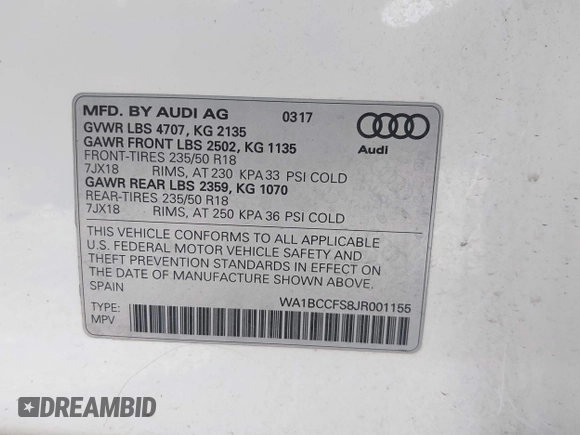 MFD. BY AUDI AG 0317
GVWR LBS 4707, KG 2135
GAWR FRONT LBS 2502, KG 1135
FRONT-TIRES 235/50 R18
7JX18 RIMS, AT 230 KPA 33 PSI COLD
GAWR REAR LBS 2359, KG 1070
REAR-TIRES 235/50 R18
7JX18 RIMS, AT 250 KPA 36 PSI COLD
Audi
THIS VEHICLE CONFORMS TO ALL APPLICABLE
U.S. FEDERAL MOTOR VEHICLE SAFETY AND
THEFT PREVENTION STANDARDS IN EFFECT ON
THE DATE OF MANUFACTURE SHOWN ABOVE.
SPAIN
WA1BCCFS8JR001155
TYPE:
MPV
DREAMBID